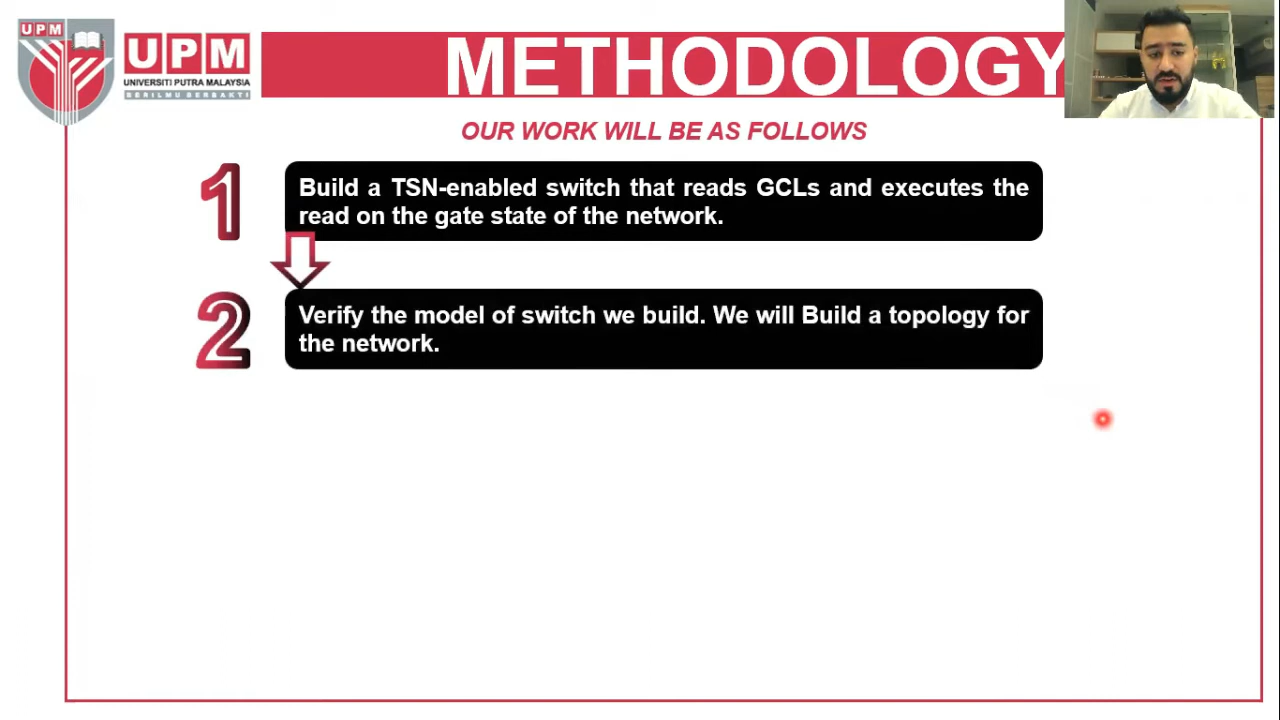 UPM
UPM
UNIVERSITI PUTRA MALAYSIA
BERILMU BERBAKTI
METHODOLOGY
OUR WORK WILL BE AS FOLLOWS
1
Build a TSN-enabled switch that reads GCLs and executes the
read on the gate state of the network.
2
Verify the model of switch we build. We will Build a topology for
the network.